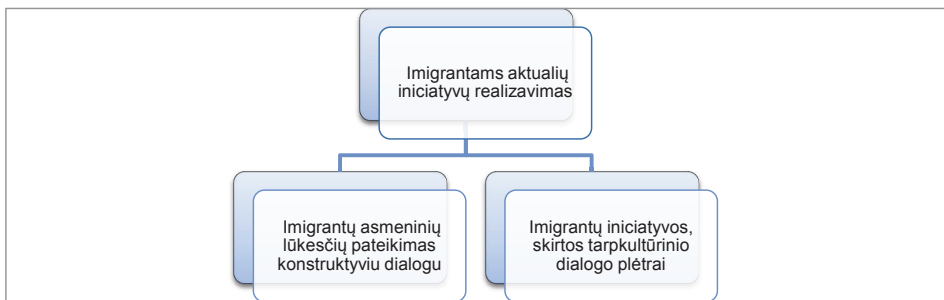 Imigrantams aktualių
iniciatyvų realizavimas
Imigrantų asmeninių
lūkesčių pateikimas
konstruktyviu dialogu
Imigrantų iniciatyvos,
skirtos tarpkultūrinio
dialogo plėtrai